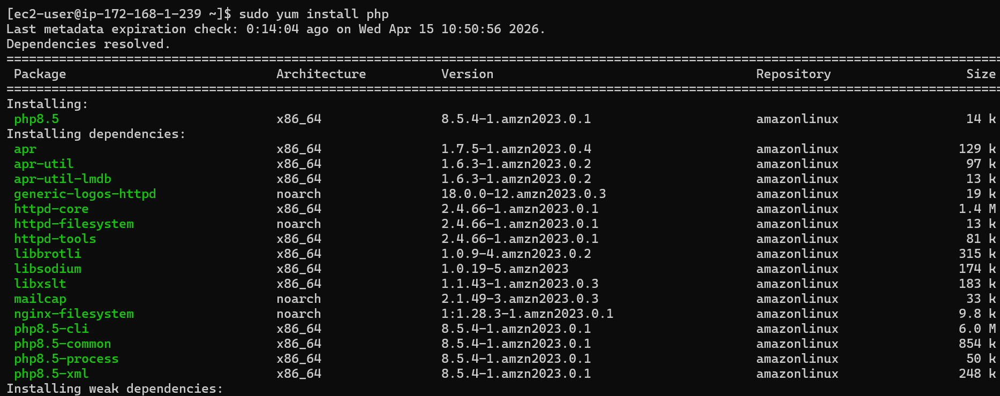 [ec2-user@ip-172-168-1-239 ~]$ sudo yum install php
Last metadata expiration check: 0:14:04 ago on Wed Apr 15 10:50:56 2026.
Dependencies resolved.
=====================================================================================================================================
Package Architecture Version Repository Size
=====================================================================================================================================
Installing:
php8.5 x86_64 8.5.4-1.amzn2023.0.1 amazonlinux 14 k
Installing dependencies:
apr x86_64 1.7.5-1.amzn2023.0.4 amazonlinux 129 k
apr-util x86_64 1.6.3-1.amzn2023.0.2 amazonlinux 97 k
apr-util-lmdb x86_64 1.6.3-1.amzn2023.0.2 amazonlinux 13 k
generic-logos-httpd noarch 18.0.0-12.amzn2023.0.3 amazonlinux 19 k
httpd-core x86_64 2.4.66-1.amzn2023.0.1 amazonlinux 1.4 M
httpd-filesystem noarch 2.4.66-1.amzn2023.0.1 amazonlinux 13 k
httpd-tools x86_64 2.4.66-1.amzn2023.0.1 amazonlinux 81 k
libbrotli x86_64 1.0.9-4.amzn2023.0.2 amazonlinux 315 k
libsodium x86_64 1.0.19-5.amzn2023 amazonlinux 174 k
libxslt x86_64 1.1.43-1.amzn2023.0.3 amazonlinux 183 k
mailcap noarch 2.1.49-3.amzn2023.0.3 amazonlinux 33 k
nginx-filesystem noarch 1:1.28.3-1.amzn2023.0.1 amazonlinux 9.8 k
php8.5-cli x86_64 8.5.4-1.amzn2023.0.1 amazonlinux 6.0 M
php8.5-common x86_64 8.5.4-1.amzn2023.0.1 amazonlinux 854 k
php8.5-process x86_64 8.5.4-1.amzn2023.0.1 amazonlinux 50 k
php8.5-xml x86_64 8.5.4-1.amzn2023.0.1 amazonlinux 248 k
Installing weak dependencies: